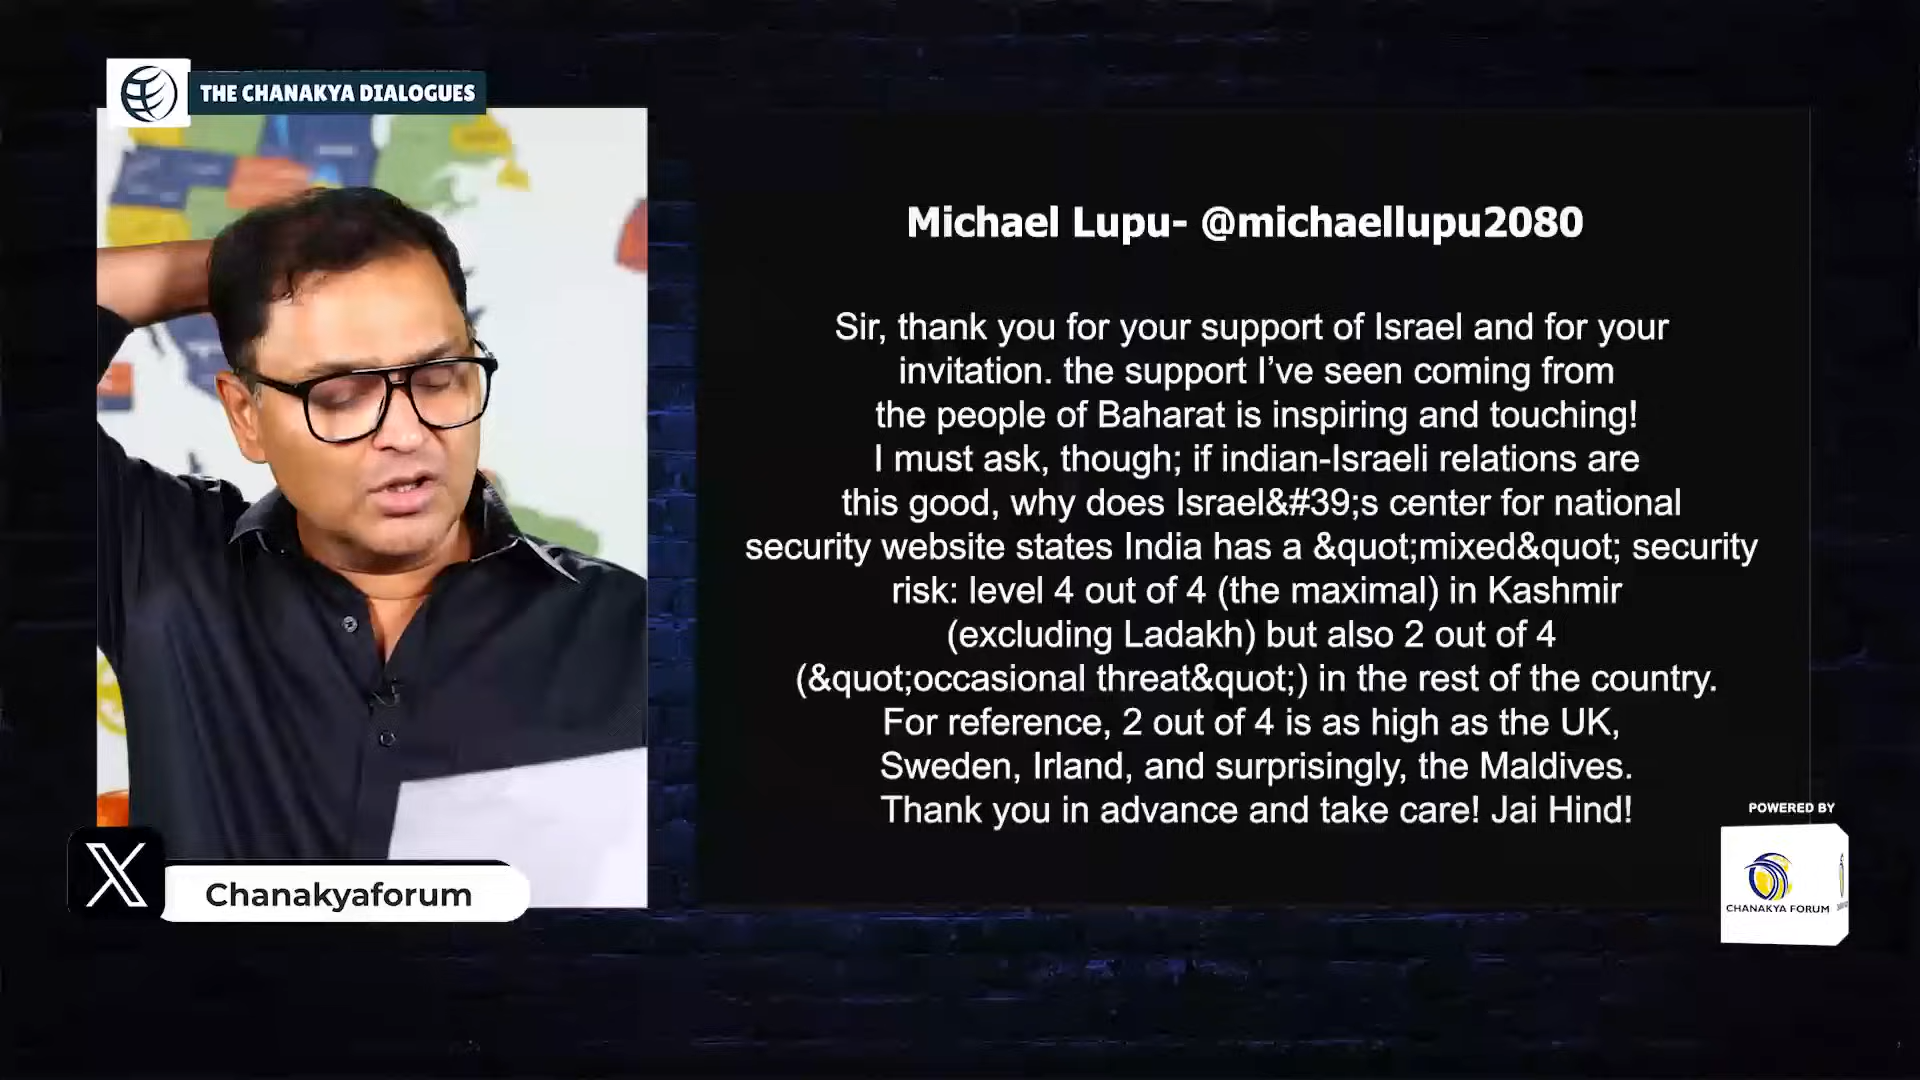 THE CHANAKYA DIALOGUES
Michael Lupu- @michaellupu2080
Sir, thank you for your support of Israel and for your
invitation. the support I’ve seen coming from
the people of Baharat is inspiring and touching!
I must ask, though; if indian-Israeli relations are
this good, why does Israel&#39;s center for national
security website states India has a &quot;mixed&quot; security
risk: level 4 out of 4 (the maximal) in Kashmir
(excluding Ladakh) but also 2 out of 4
(&quot;occasional threat&quot;) in the rest of the country.
For reference, 2 out of 4 is as high as the UK,
Sweden, Irland, and surprisingly, the Maldives.
Thank you in advance and take care! Jai Hind!
POWERED BY
CHANAKYA FORUM
X
Chanakyaforum